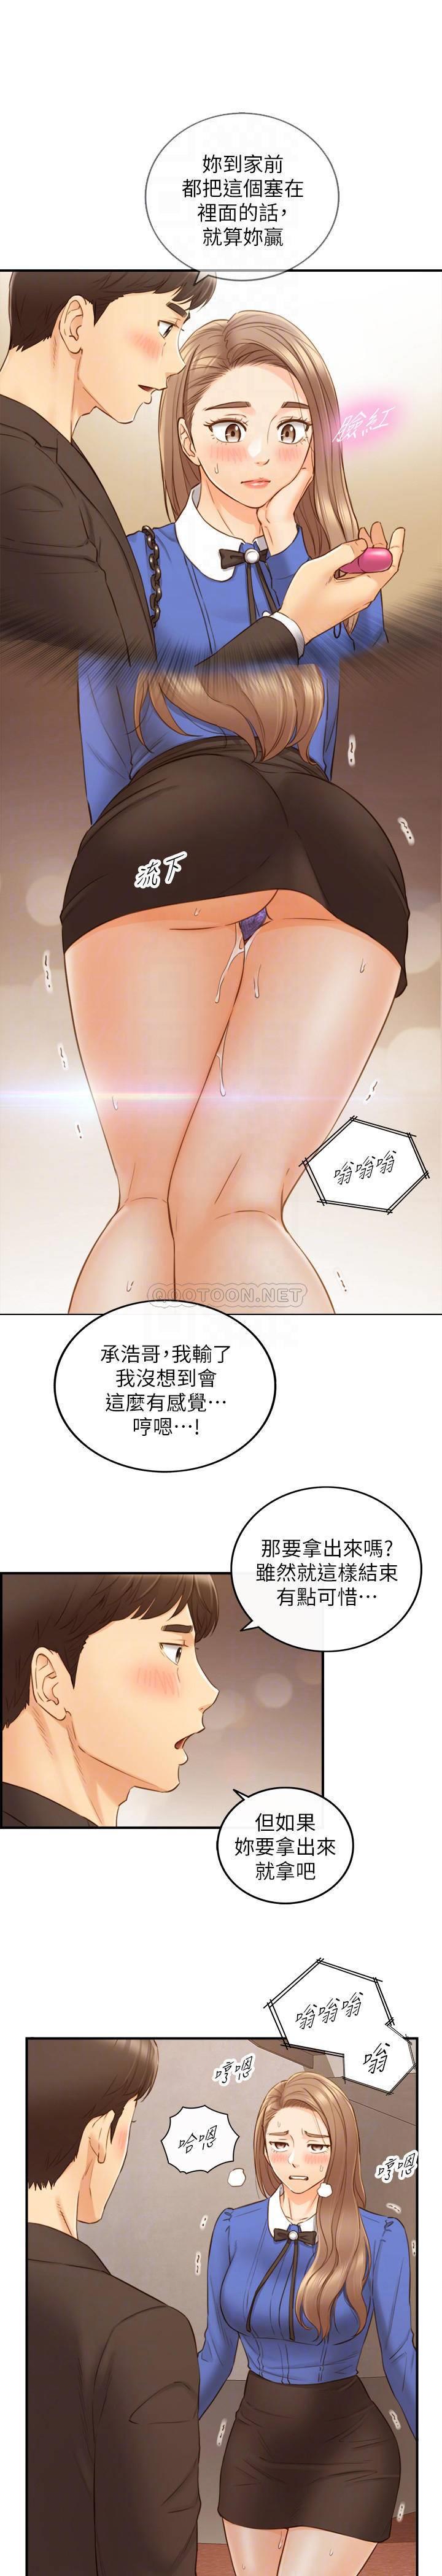 妳到家前
都把這個塞在
裡面的話，
就算妳贏
臉紅
流下
嗡嗡嗡
QOOTOON.NET
承浩哥，我輸了
我沒想到會
這麼有感覺…
哼嗯…！
那要拿出來嗎？
雖然就這樣結束
有點可惜…
但如果
妳要拿出來
就拿吧
嗡嗡嗡
嗡
哼嗯
哈嗯
哼嗯